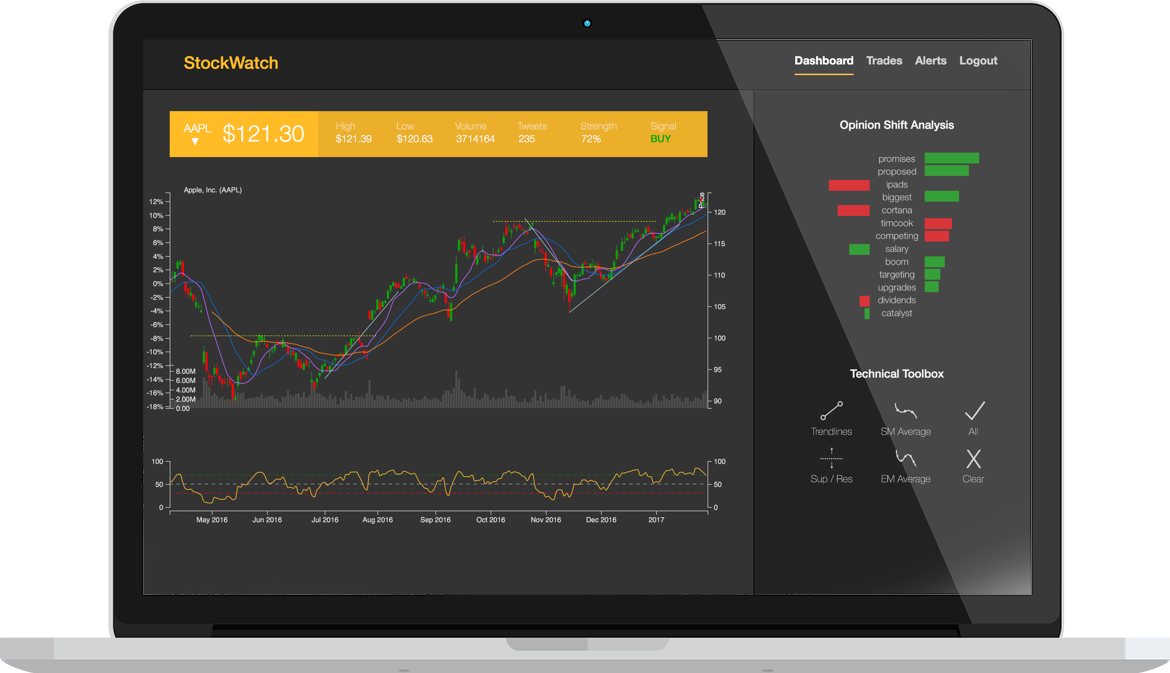 StockWatch
Dashboard Trades Alerts Logout
AAPL $121.30
High Low Volume Tweets Strength Signal
$121.39 $120.63 3714164 235 72% BUY
Apple, Inc. (AAPL)
Price
12%
8%
6%
4%
2%
0%
-2%
-4%
-6%
-8%
-10%
-12%
-14%
-16%
-18%
8.00M
6.00M
4.00M
2.00M
0.00
120
115
110
105
100
95
90
100
50
0
100
50
0
May 2016 Jun 2016 Jul 2016 Aug 2016 Sep 2016 Oct 2016 Nov 2016 Dec 2016 2017
Opinion Shift Analysis
promises
proposed
ipads
biggest
cortana
timcook
competing
salary
boom
targeting
upgrades
dividends
catalyst
Technical Toolbox
Trendlines SM Average All
Sup / Res EM Average Clear